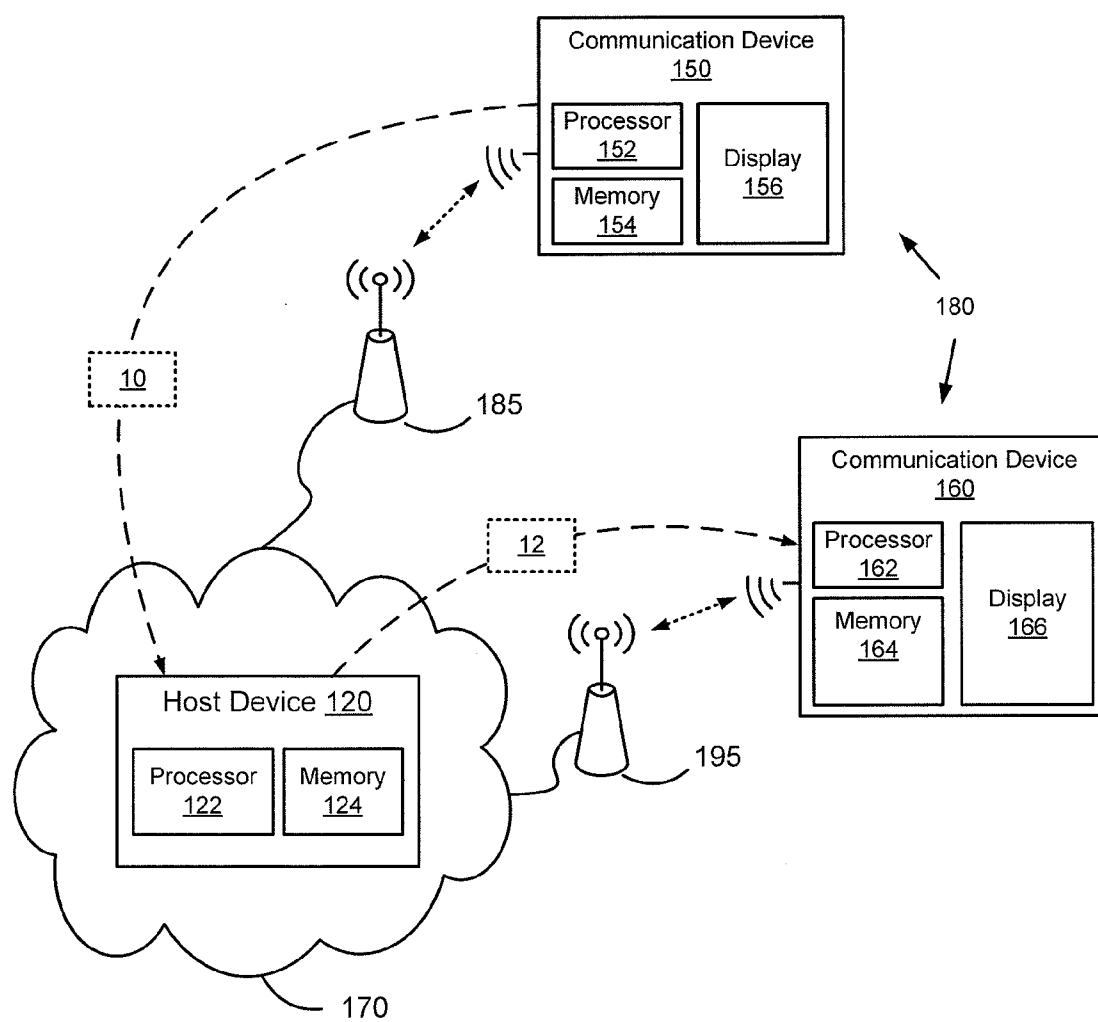 Communication Device
150
Processor
152
Memory
154
Display
156
180
10
185
Communication Device
160
Processor
162
Memory
164
Display
166
12
195
Host Device 120
Processor
122
Memory
124
170